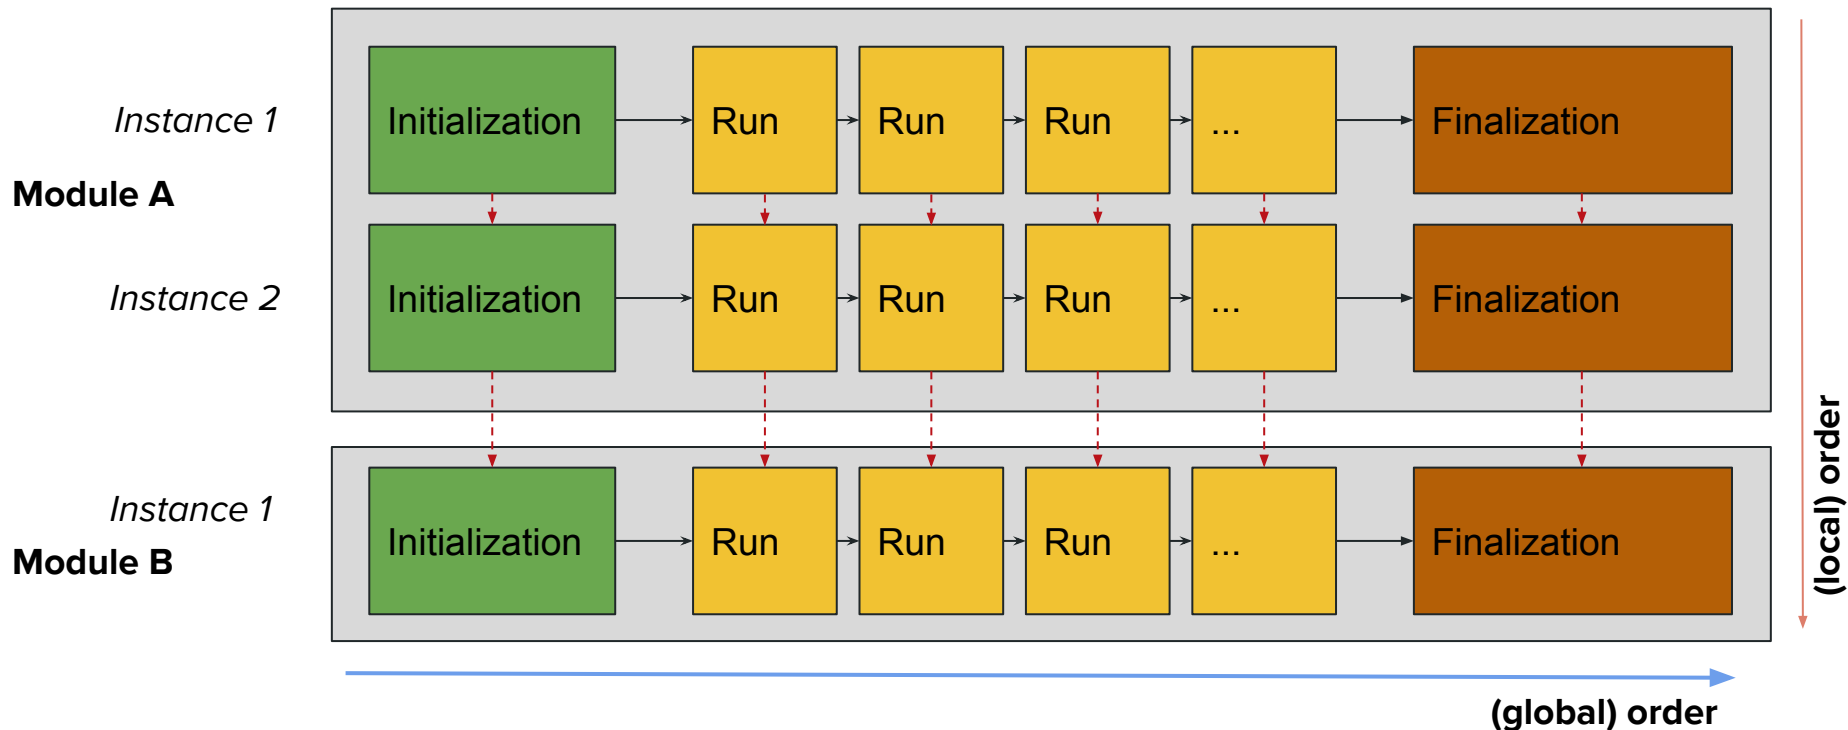 Instance 1
Initialization
Run
Run
Run
...
Finalization
Module A
Instance 2
Initialization
Run
Run
Run
...
Finalization
Instance 1
Module B
Initialization
Run
Run
Run
...
Finalization
(local) order
(global) order